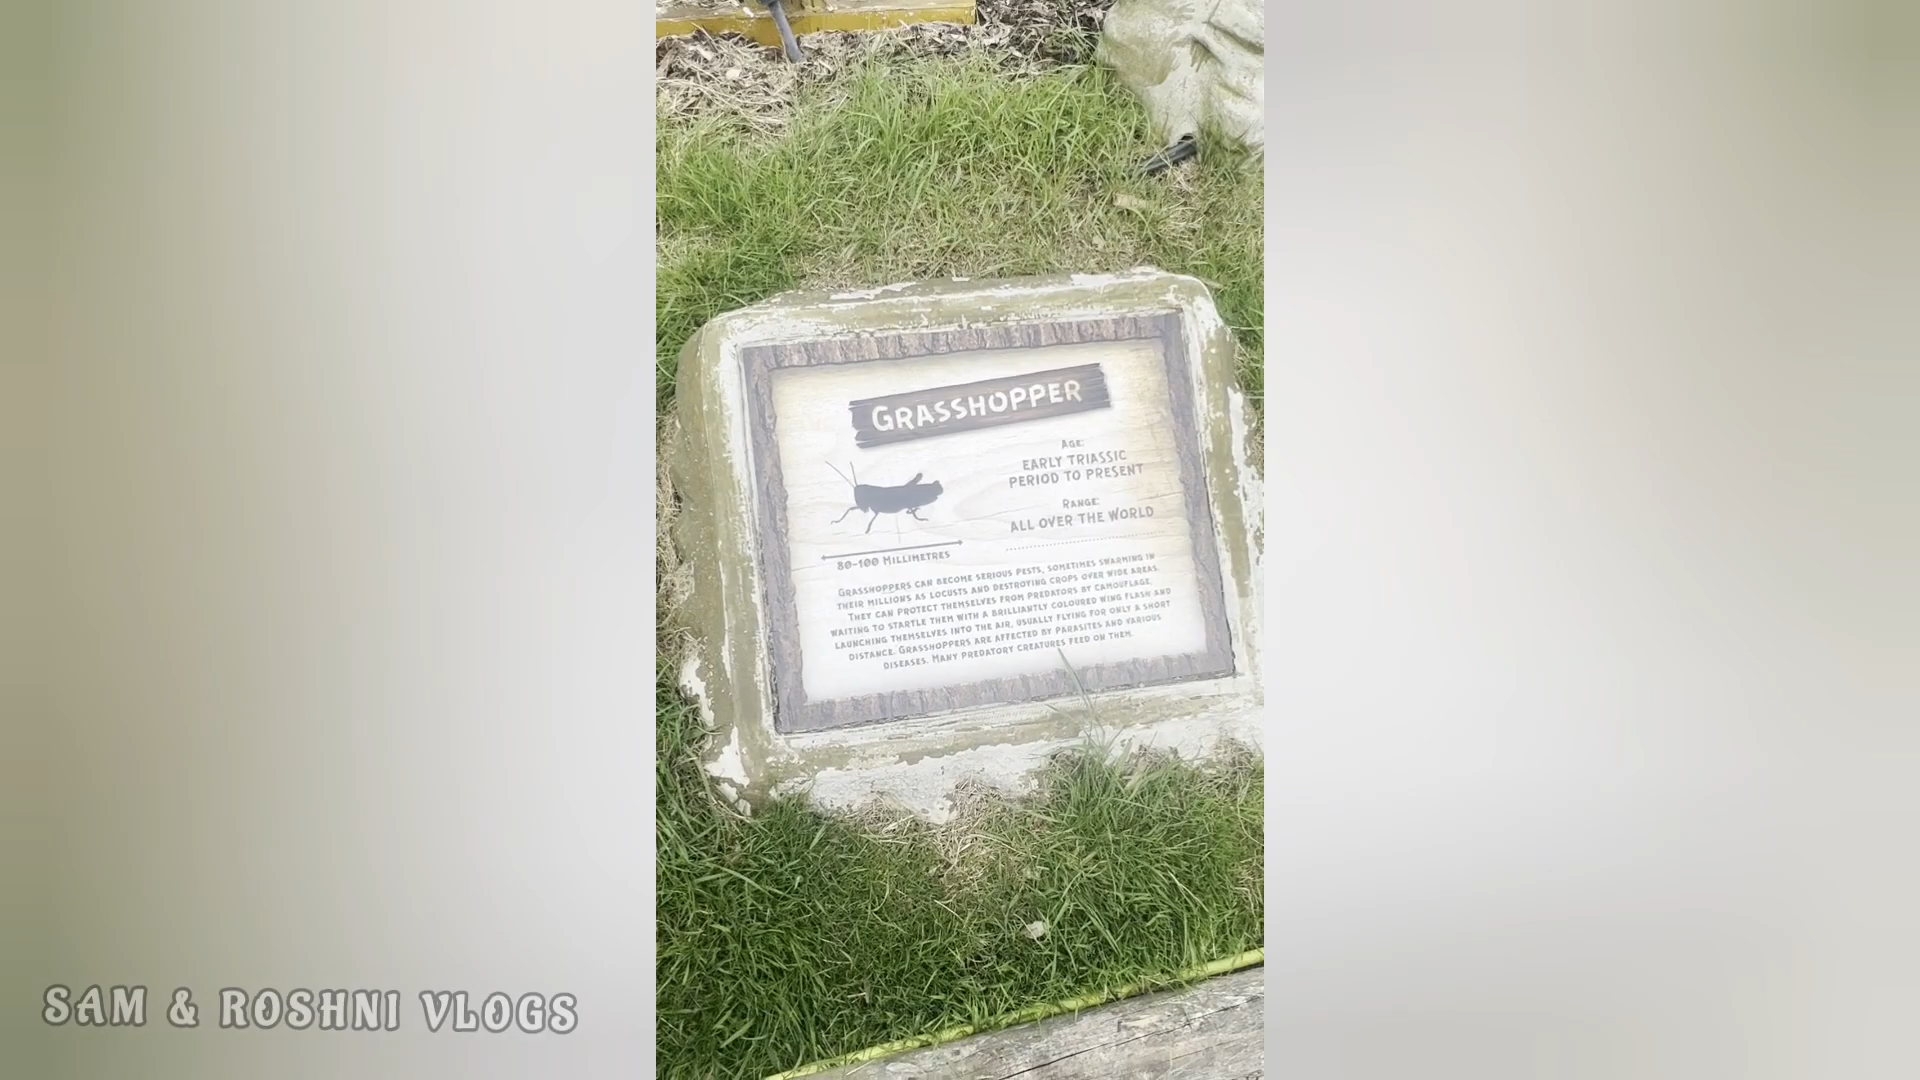 GRASSHOPPER
AGE:
EARLY TRIASSIC
PERIOD TO PRESENT
RANGE:
ALL OVER THE WORLD
80-100 MILLIMETRES
GRASSHOPPERS CAN BECOME SERIOUS PESTS, SOMETIMES SWARMING IN
THEIR MILLIONS AS LOCUSTS AND DESTROYING CROPS OVER WIDE AREAS.
THEY CAN PROTECT THEMSELVES FROM PREDATORS BY CAMOUFLAGE,
WAITING TO STARTLE THEM WITH A BRILLIANTLY COLOURED WING FLASH AND
LAUNCHING THEMSELVES INTO THE AIR, USUALLY FLYING FOR ONLY A SHORT
DISTANCE. GRASSHOPPERS ARE AFFECTED BY PARASITES AND VARIOUS
DISEASES. MANY PREDATORY CREATURES FEED ON THEM.
SAM & ROSHNI VLOGS